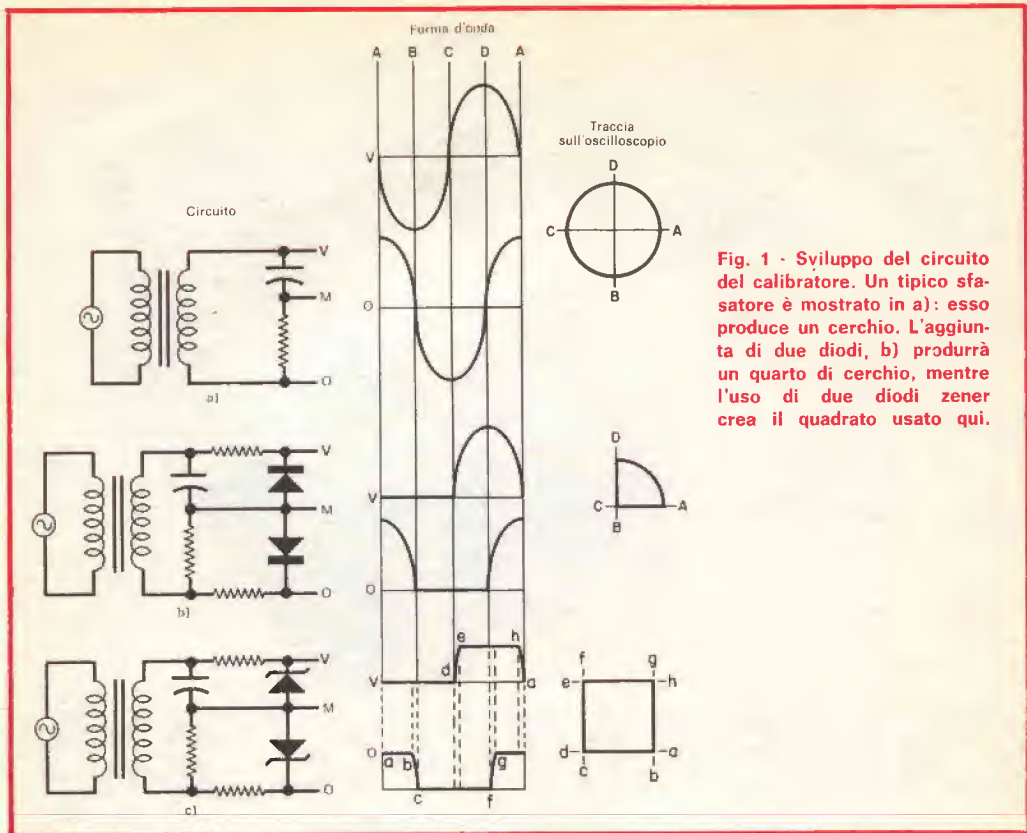 Forma d'onda
A B C D A
Traccia
sull'oscilloscopio
D
V
Circuito
C A
B
V
M
O
O
a)
Fig. 1 - Sviluppo del circuito
del calibratore. Un tipico sfa-
satore è mostrato in a): esso
produce un cerchio. L'aggiun-
ta di due diodi, b) produrrà
un quarto di cerchio, mentre
l'uso di due diodi zener
crea il quadrato usato qui.
V
M
O
b)
V
O
D
C A
B
e h
d
V a
V
M
O
c)
O
a b g
c f
f g
e h
d a
c b